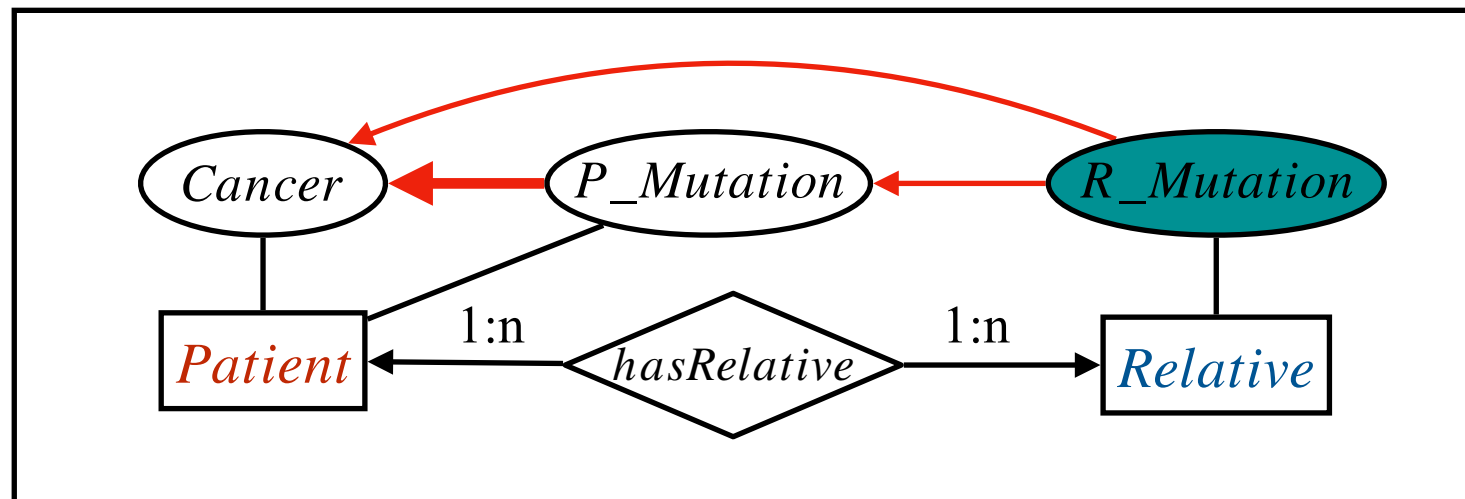 Cancer
P_Mutation
R_Mutation
1:n
1:n
Patient
hasRelative
Relative